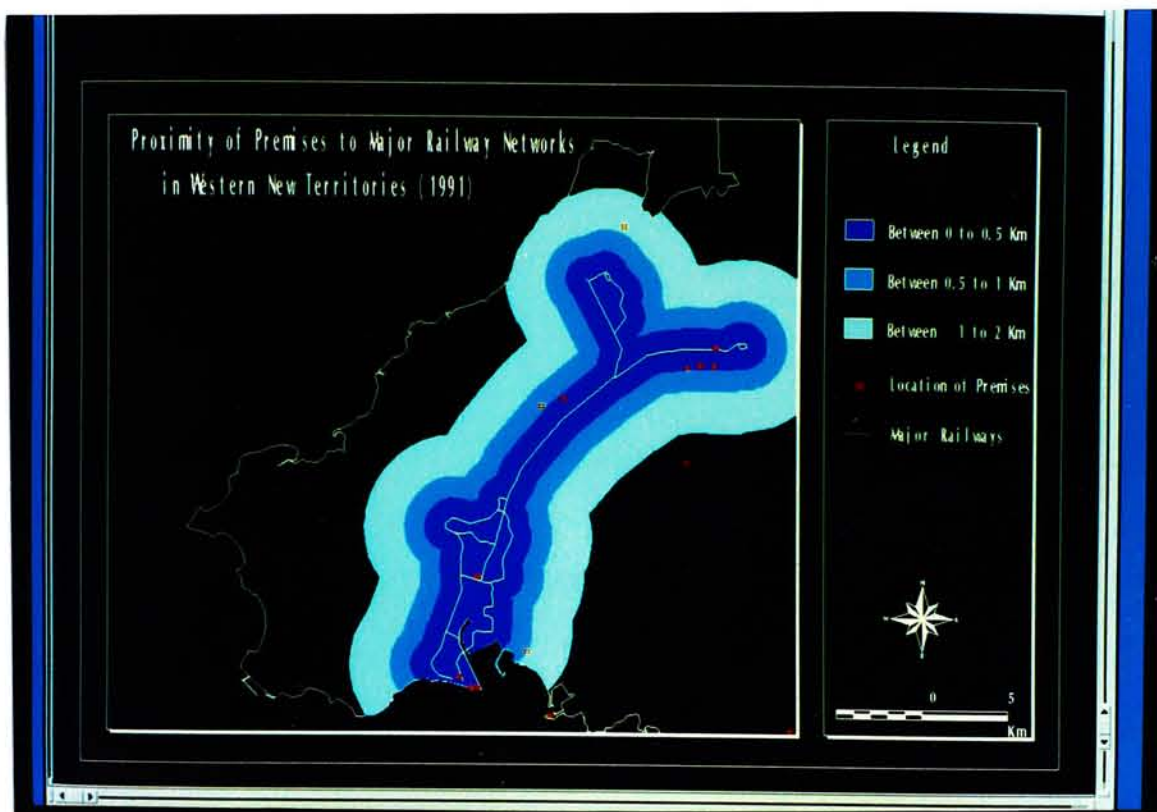 Proximity of Premises to Major Railway Networks
in Western New Territories (1991)
Legend
Between 0 to 0.5 Km
Between 0.5 to 1 Km
Between 1 to 2 Km
Location of Premises
Major Railways
N
W E
S
0 5
Km